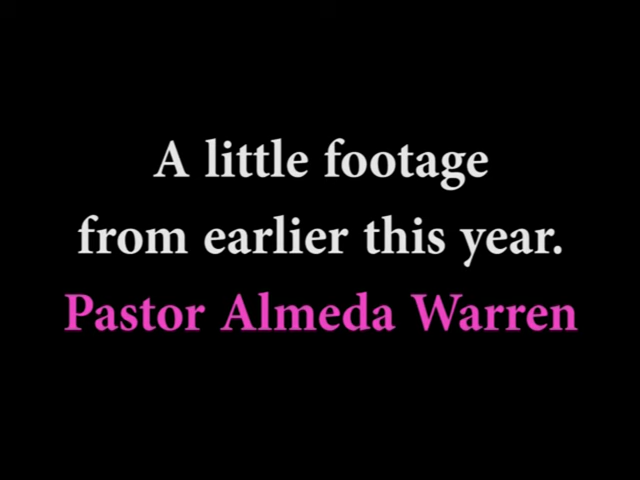 A little footage
from earlier this year.
Pastor Almeda Warren